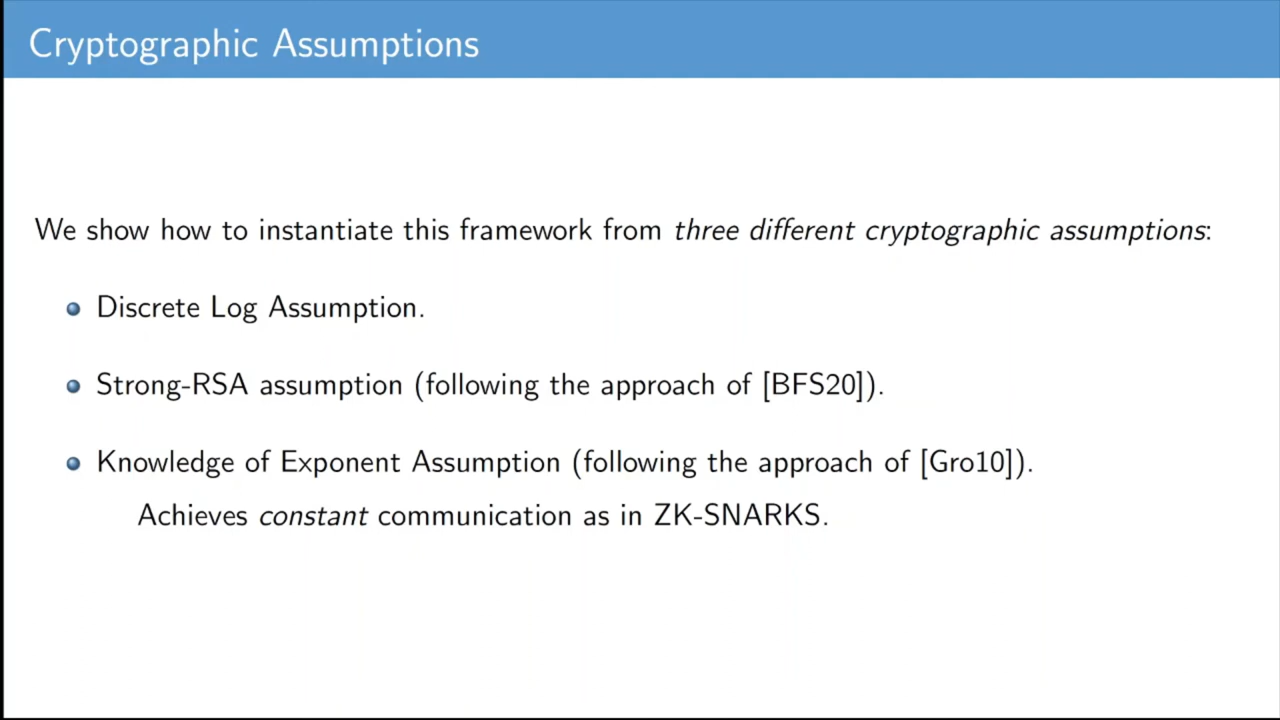 Cryptographic Assumptions
We show how to instantiate this framework from three different cryptographic assumptions:
Discrete Log Assumption.
Strong-RSA assumption (following the approach of [BFS20]).
Knowledge of Exponent Assumption (following the approach of [Gro10]).
Achieves constant communication as in ZK-SNARKS.